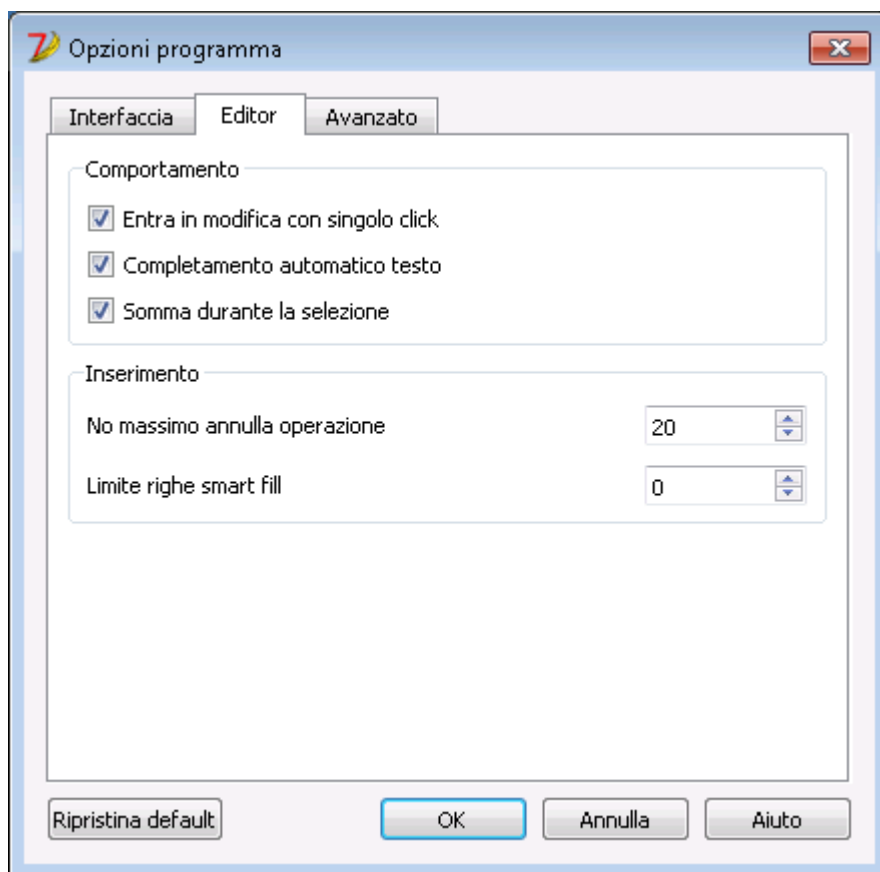 Opzioni programma
Interfaccia
Editor
Avanzato
Comportamento
Entra in modifica con singolo click
Completamento automatico testo
Somma durante la selezione
Inserimento
No massimo annulla operazione
20
Limite righe smart fill
0
Ripristina default
OK
Annulla
Aiuto